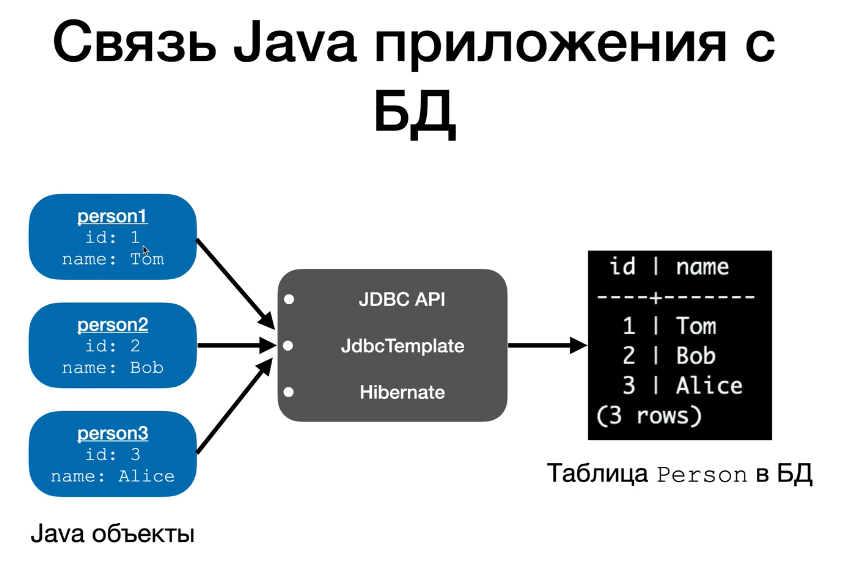 Связь Java приложения с
БД
person1
id: 1
name: Tom
person2
id: 2
name: Bob
person3
id: 3
name: Alice
Java объекты
JDBC API
JdbcTemplate
Hibernate
id | name
----+-------
1 | Tom
2 | Bob
3 | Alice
(3 rows)
Таблица Person в БД